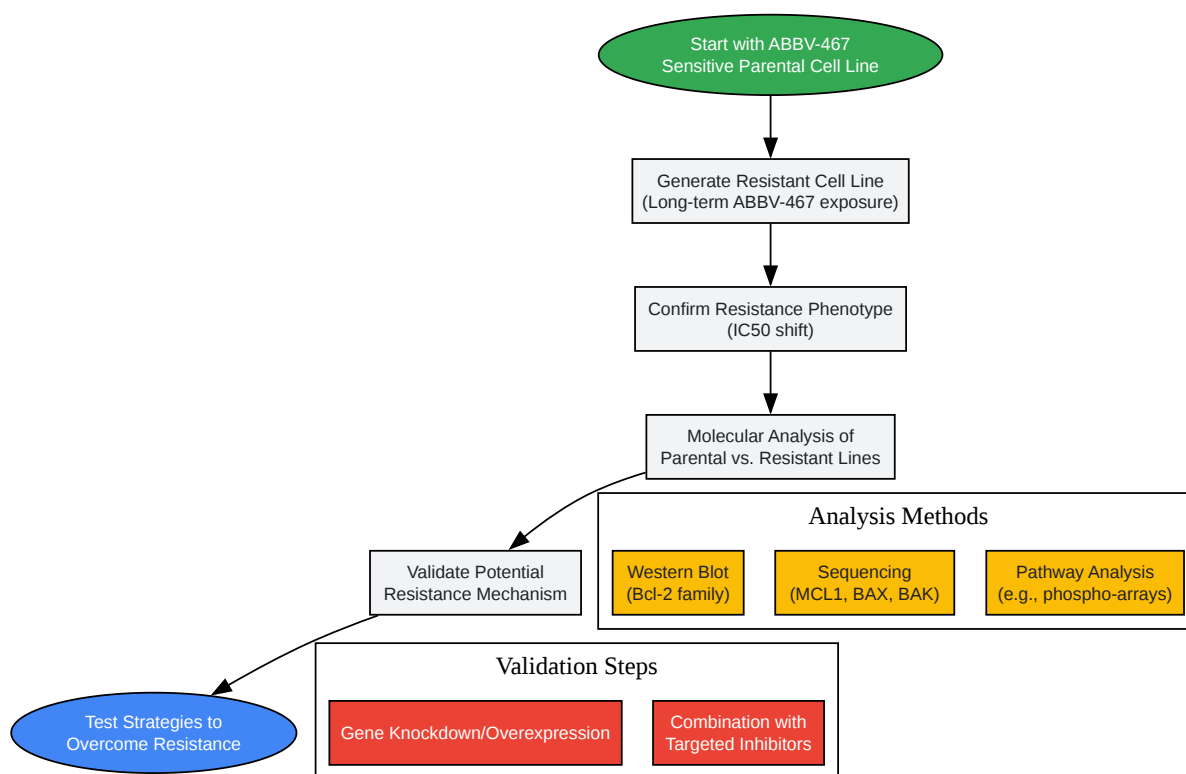 Start with ABBV-467
Sensitive Parental Cell Line
Generate Resistant Cell Line
(Long-term ABBV-467 exposure)
Confirm Resistance Phenotype
(IC50 shift)
Molecular Analysis of
Parental vs. Resistant Lines
Analysis Methods
Western Blot
(Bcl-2 family)
Sequencing
(MCL1, BAX, BAK)
Pathway Analysis
(e.g., phospho-arrays)
Validate Potential
Resistance Mechanism
Validation Steps
Gene Knockdown/Overexpression
Combination with
Targeted Inhibitors
Test Strategies to
Overcome Resistance